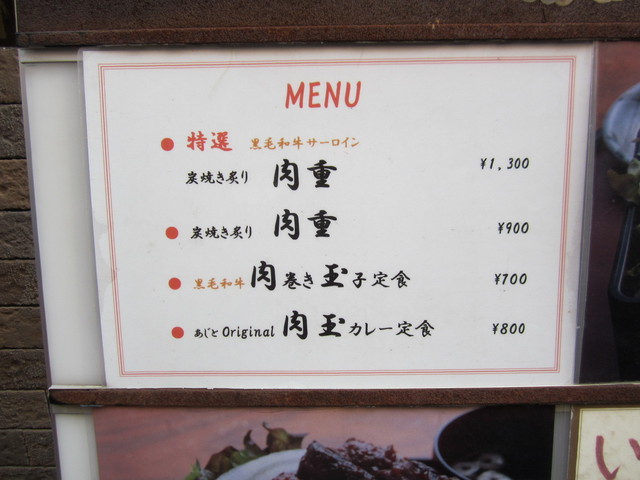 MENU
● 特選 黒毛和牛サーロイン
炭焼き炙り 肉重 ¥1,300
● 炭焼き炙り 肉重 ¥900
● 黒毛和牛 肉巻き玉子定食 ¥700
● あじとOriginal 肉玉カレー定食 ¥800
い